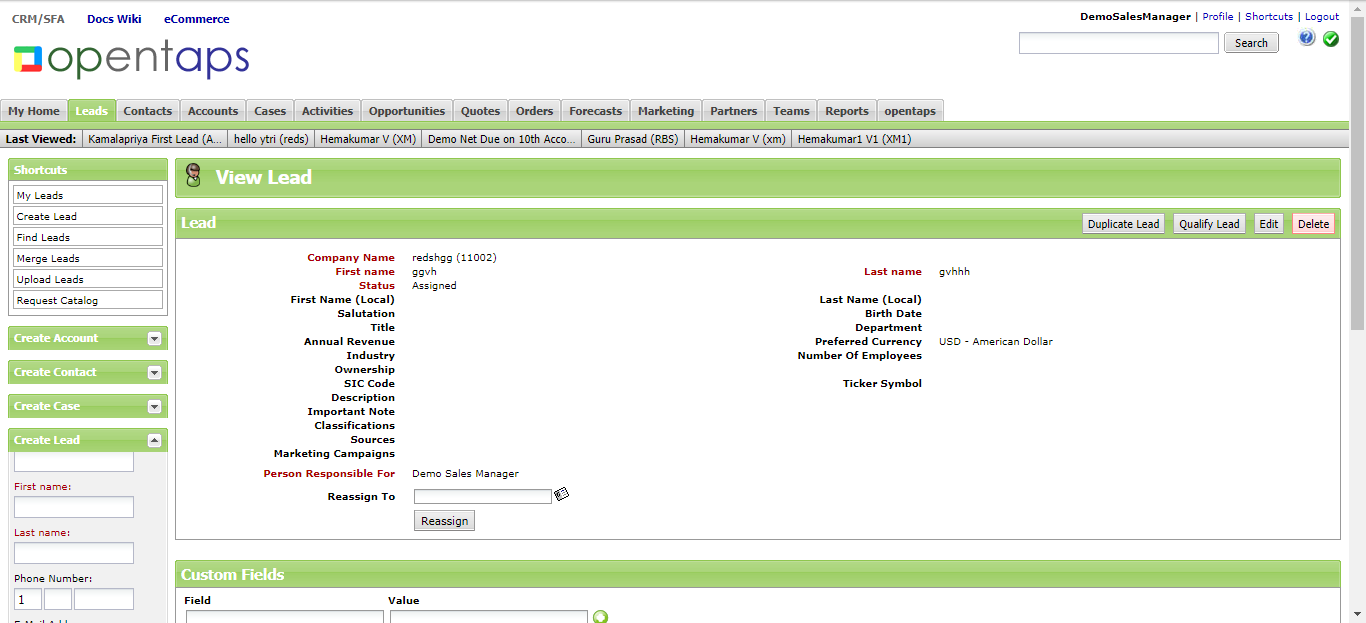 CRM/SFA Docs Wiki eCommerce
DemoSalesManager | Profile | Shortcuts | Logout
opentaps
Search
My Home Leads Contacts Accounts Cases Activities Opportunities Quotes Orders Forecasts Marketing Partners Teams Reports opentaps
Last Viewed: Kamalapriya First Lead (A... hello ytri (reds) Hemakumar V (XM) Demo Net Due on 10th Acco... Guru Prasad (RBS) Hemakumar V (xm) Hemakumar1 V1 (XM1)
Shortcuts
My Leads
Create Lead
Find Leads
Merge Leads
Upload Leads
Request Catalog
Create Account
Create Contact
Create Case
Create Lead
First name:
Last name:
Phone Number:
1
View Lead
Lead
Duplicate Lead Qualify Lead Edit Delete
Company Name redshgg (11002)
First name ggvh Last name gvhhh
Status Assigned
First Name (Local) Last Name (Local)
Salutation Birth Date
Title Department
Annual Revenue Preferred Currency USD - American Dollar
Industry Number Of Employees
Ownership
SIC Code Ticker Symbol
Description
Important Note
Classifications
Sources
Marketing Campaigns
Person Responsible For Demo Sales Manager
Reassign To
Reassign
Custom Fields
Field Value